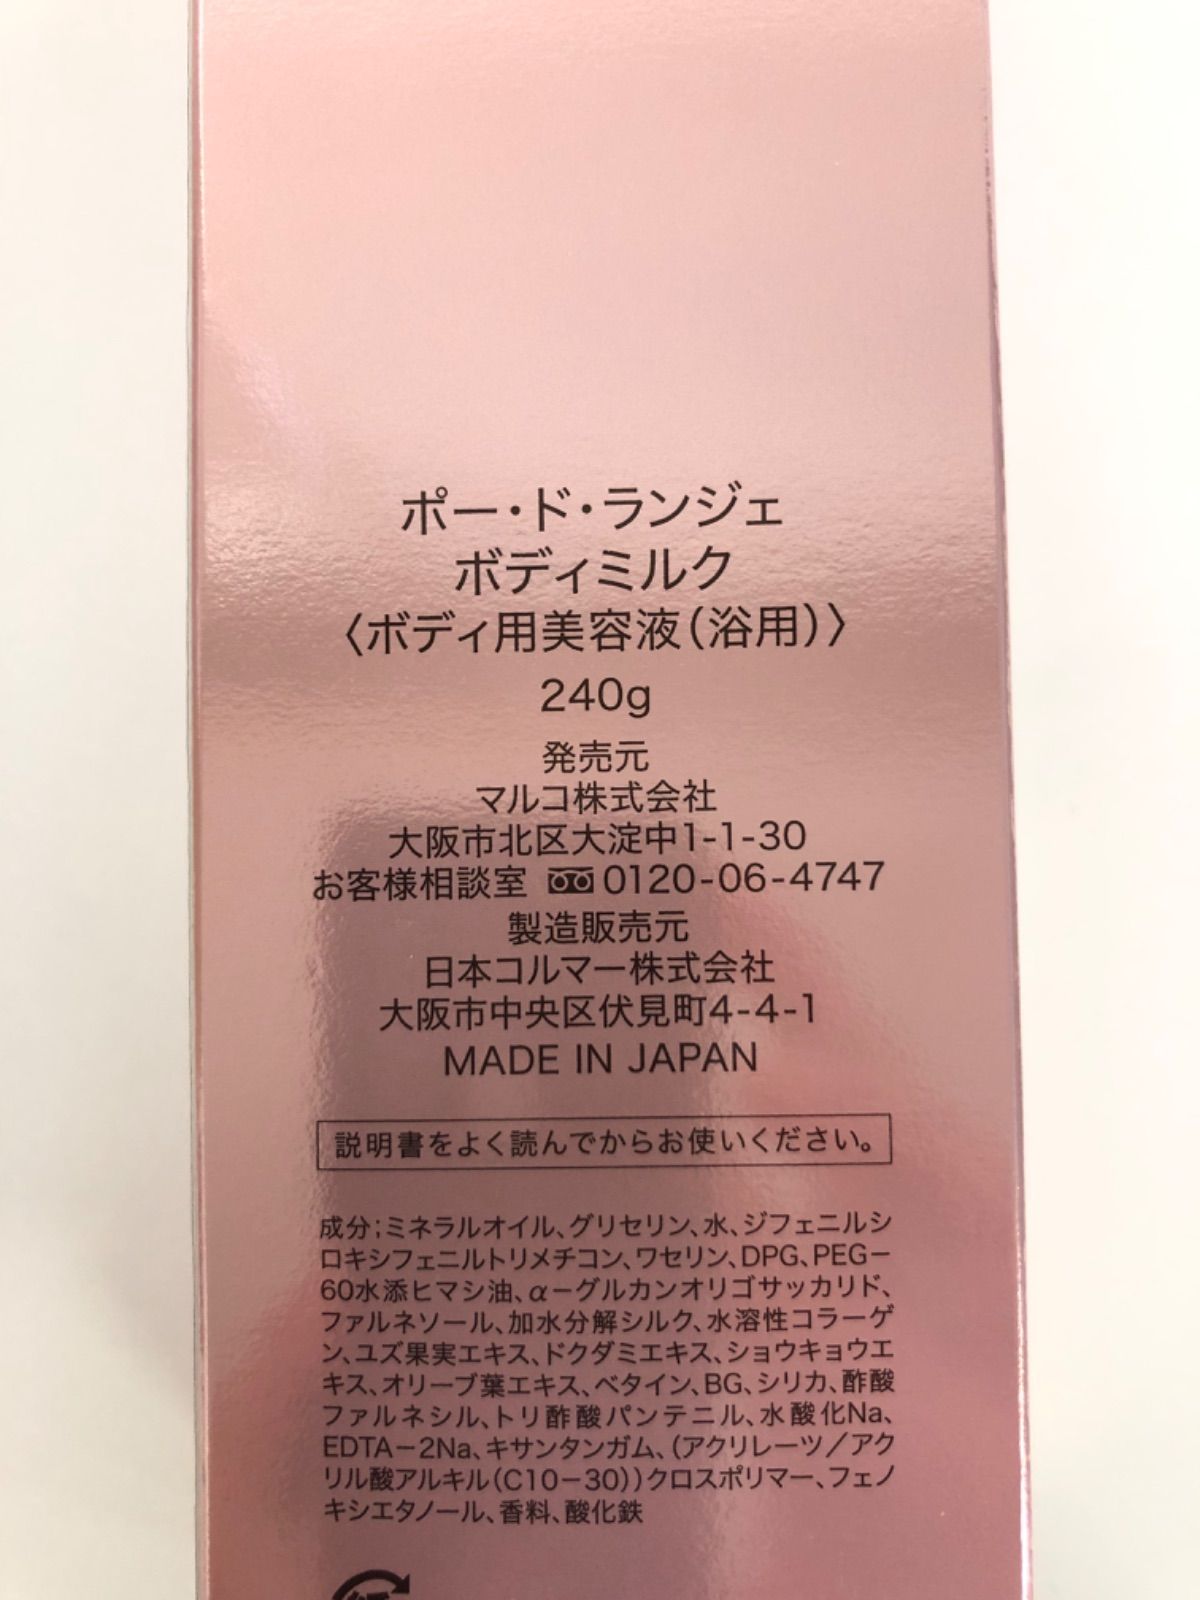 ポー・ド・ランジェ
ボディミルク
〈ボディ用美容液(浴用)〉
240g
発売元
マルコ株式会社
大阪市北区大淀中1-1-30
お客様相談室 0120-06-4747
製造販売元
日本コルマー株式会社
大阪市中央区伏見町4-4-1
MADE IN JAPAN
説明書をよく読んでからお使いください。
成分;ミネラルオイル、グリセリン、水、ジフェニルシ
ロキシフェニルトリメチコン、ワセリン、DPG、PEG-
60水添ヒマシ油、α-グルカンオリゴサッカリド、
ファルネソール、加水分解シルク、水溶性コラーゲ
ン、ユズ果実エキス、ドクダミエキス、ショウキョウエ
キス、オリーブ葉エキス、ベタイン、BG、シリカ、酢酸
ファルネシル、トリ酢酸パンテニル、水酸化Na、
EDTA-2Na、キサンタンガム、(アクリレーツ/アク
リル酸アルキル(C10-30))クロスポリマー、フェノ
キシエタノール、香料、酸化鉄